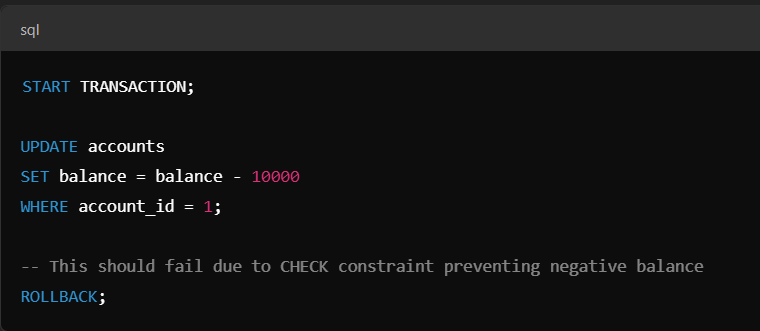 sql
START TRANSACTION;
UPDATE accounts
SET balance = balance - 10000
WHERE account_id = 1;
-- This should fail due to CHECK constraint preventing negative balance
ROLLBACK;